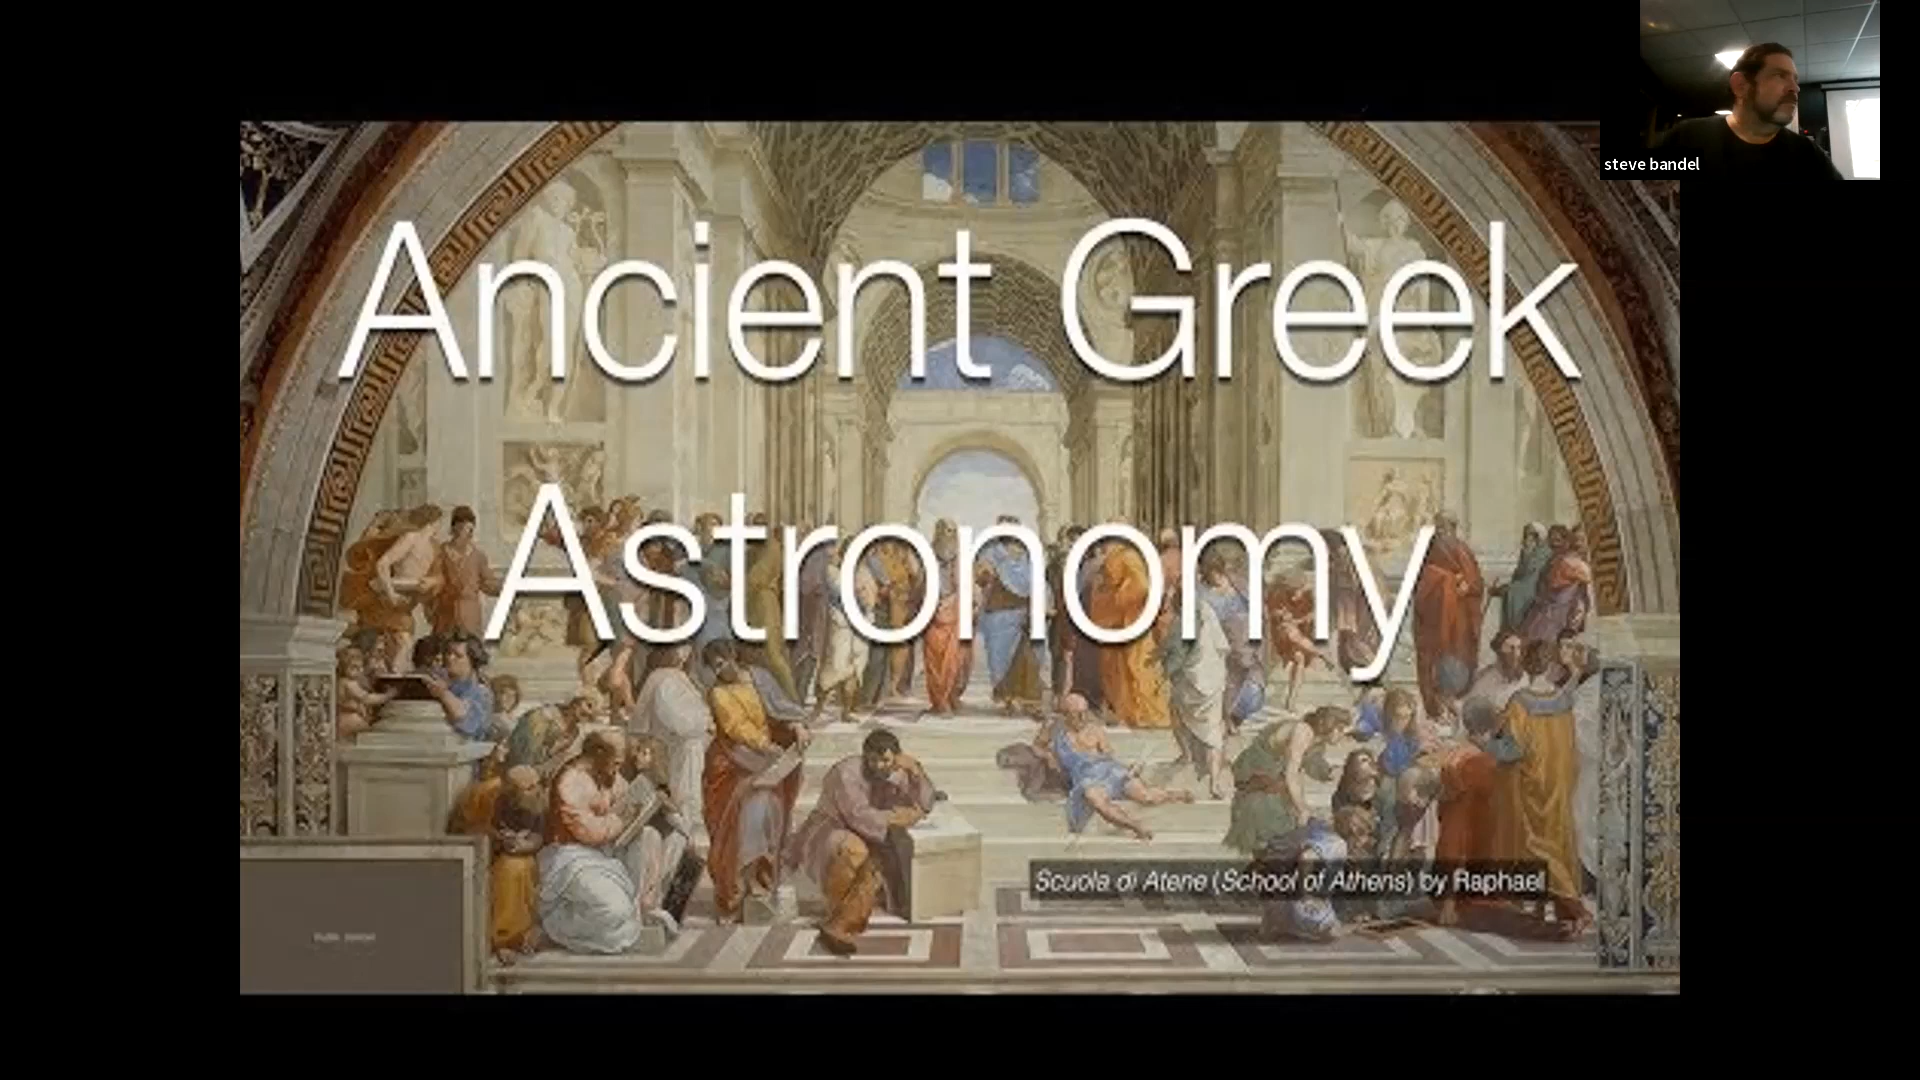 steve bandel
Ancient Greek
Astronomy
Scuola di Atene (School of Athens) by Raphael